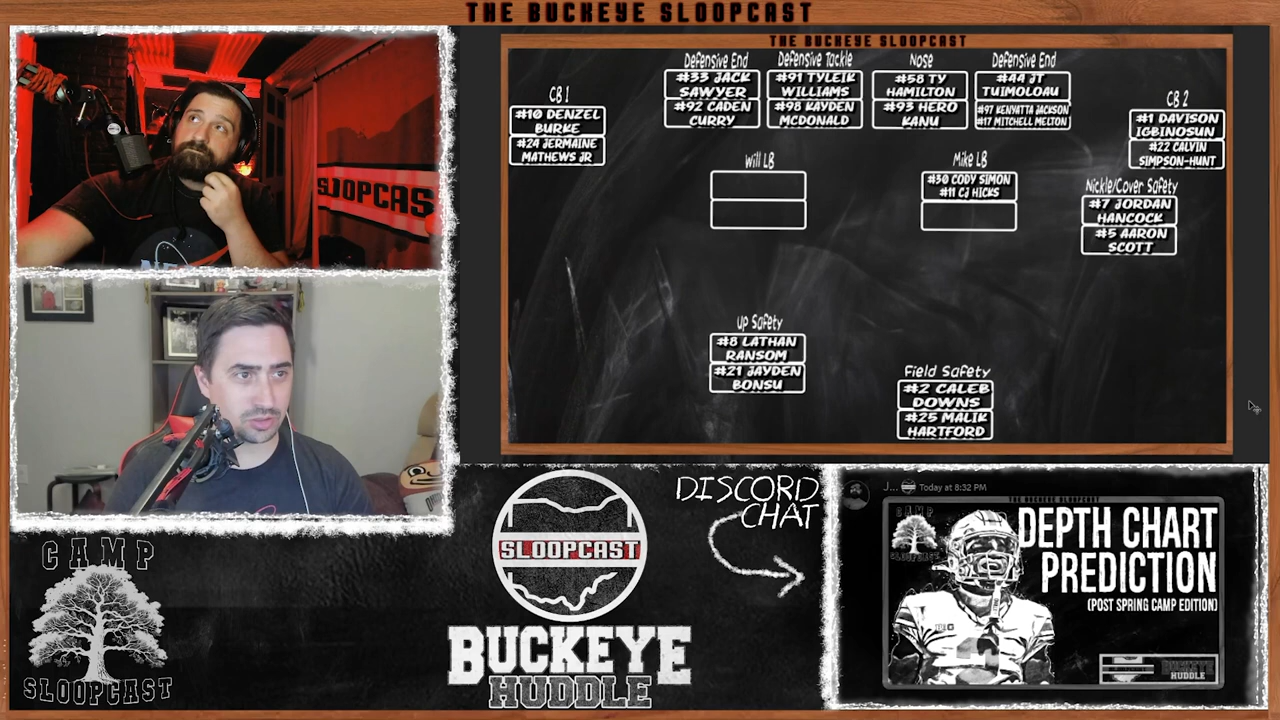 THE BUCKEYE SLOOPCAST
SLOOPCAS
THE BUCKEYE SLOOPCAST
CB 1
#10 DENZEL
BURKE
#24 JERMAINE
MATHEWS JR
Defensive End
#33 JACK
SAWYER
#92 CADEN
CURRY
Defensive Tackle
#91 TYLEIK
WILLIAMS
#98 KAYDEN
MCDONALD
Nose
#58 TY
HAMILTON
#93 HERO
KANU
Defensive End
#44 JT
TUIMOLOAU
#97 KENYATTA JACKSON
#17 MITCHELL MELTON
CB 2
#1 DAVISON
IGBINOSUN
#22 CALVIN
SIMPSON-HUNT
Will LB
Mike LB
#30 CODY SIMON
#11 CJ HICKS
Nickle/Cover Safety
#7 JORDAN
HANCOCK
#5 AARON
SCOTT
Up Safety
#8 LATHAN
RANSOM
#21 JAYDEN
BONSU
Field Safety
#2 CALEB
DOWNS
#25 MALIK
HARTFORD
CAMP
SLOOPCAST
SLOOPCAST
BUCKEYE
HUDDLE
DISCORD
CHAT
J... Today at 8:32 PM
THE BUCKEYE SLOOPCAST
CAMP
SLOOPCAST
DEPTH CHART
PREDICTION
(POST SPRING CAMP EDITION)
BUCKEYE
HUDDLE